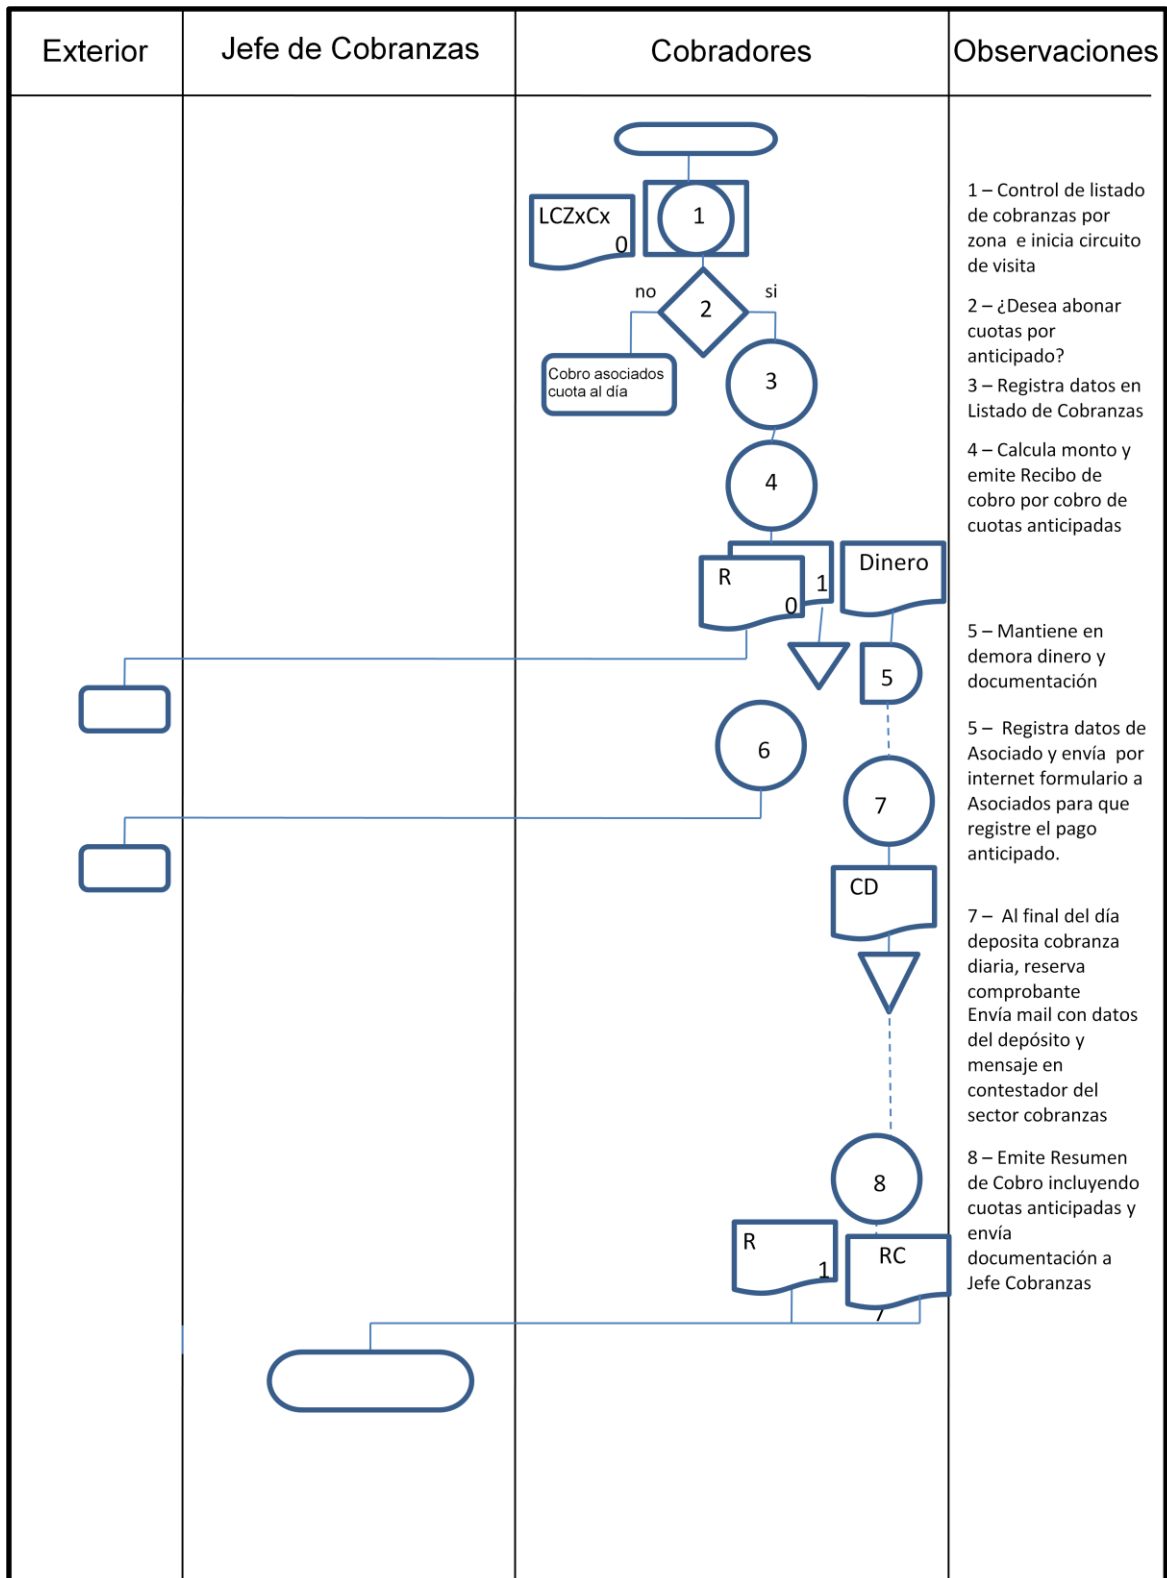 Exterior
Jefe de Cobranzas
Cobradores
Observaciones
LCZxCx
0
1
no
2
si
Cobro asociados
cuota al día
3
4
R
0
1
Dinero
5
6
7
CD
8
R
1
RC
7
1 – Control de listado
de cobranzas por
zona e inicia circuito
de visita
2 – ¿Desea abonar
cuotas por
anticipado?
3 – Registra datos en
Listado de Cobranzas
4 – Calcula monto y
emite Recibo de
cobro por cobro de
cuotas anticipadas
5 – Mantiene en
demora dinero y
documentación
5 – Registra datos de
Asociado y envía por
internet formulario a
Asociados para que
registre el pago
anticipado.
7 – Al final del día
deposita cobranza
diaria, reserva
comprobante
Envía mail con datos
del depósito y
mensaje en
contestador del
sector cobranzas
8 – Emite Resumen
de Cobro incluyendo
cuotas anticipadas y
envía
documentación a
Jefe Cobranzas